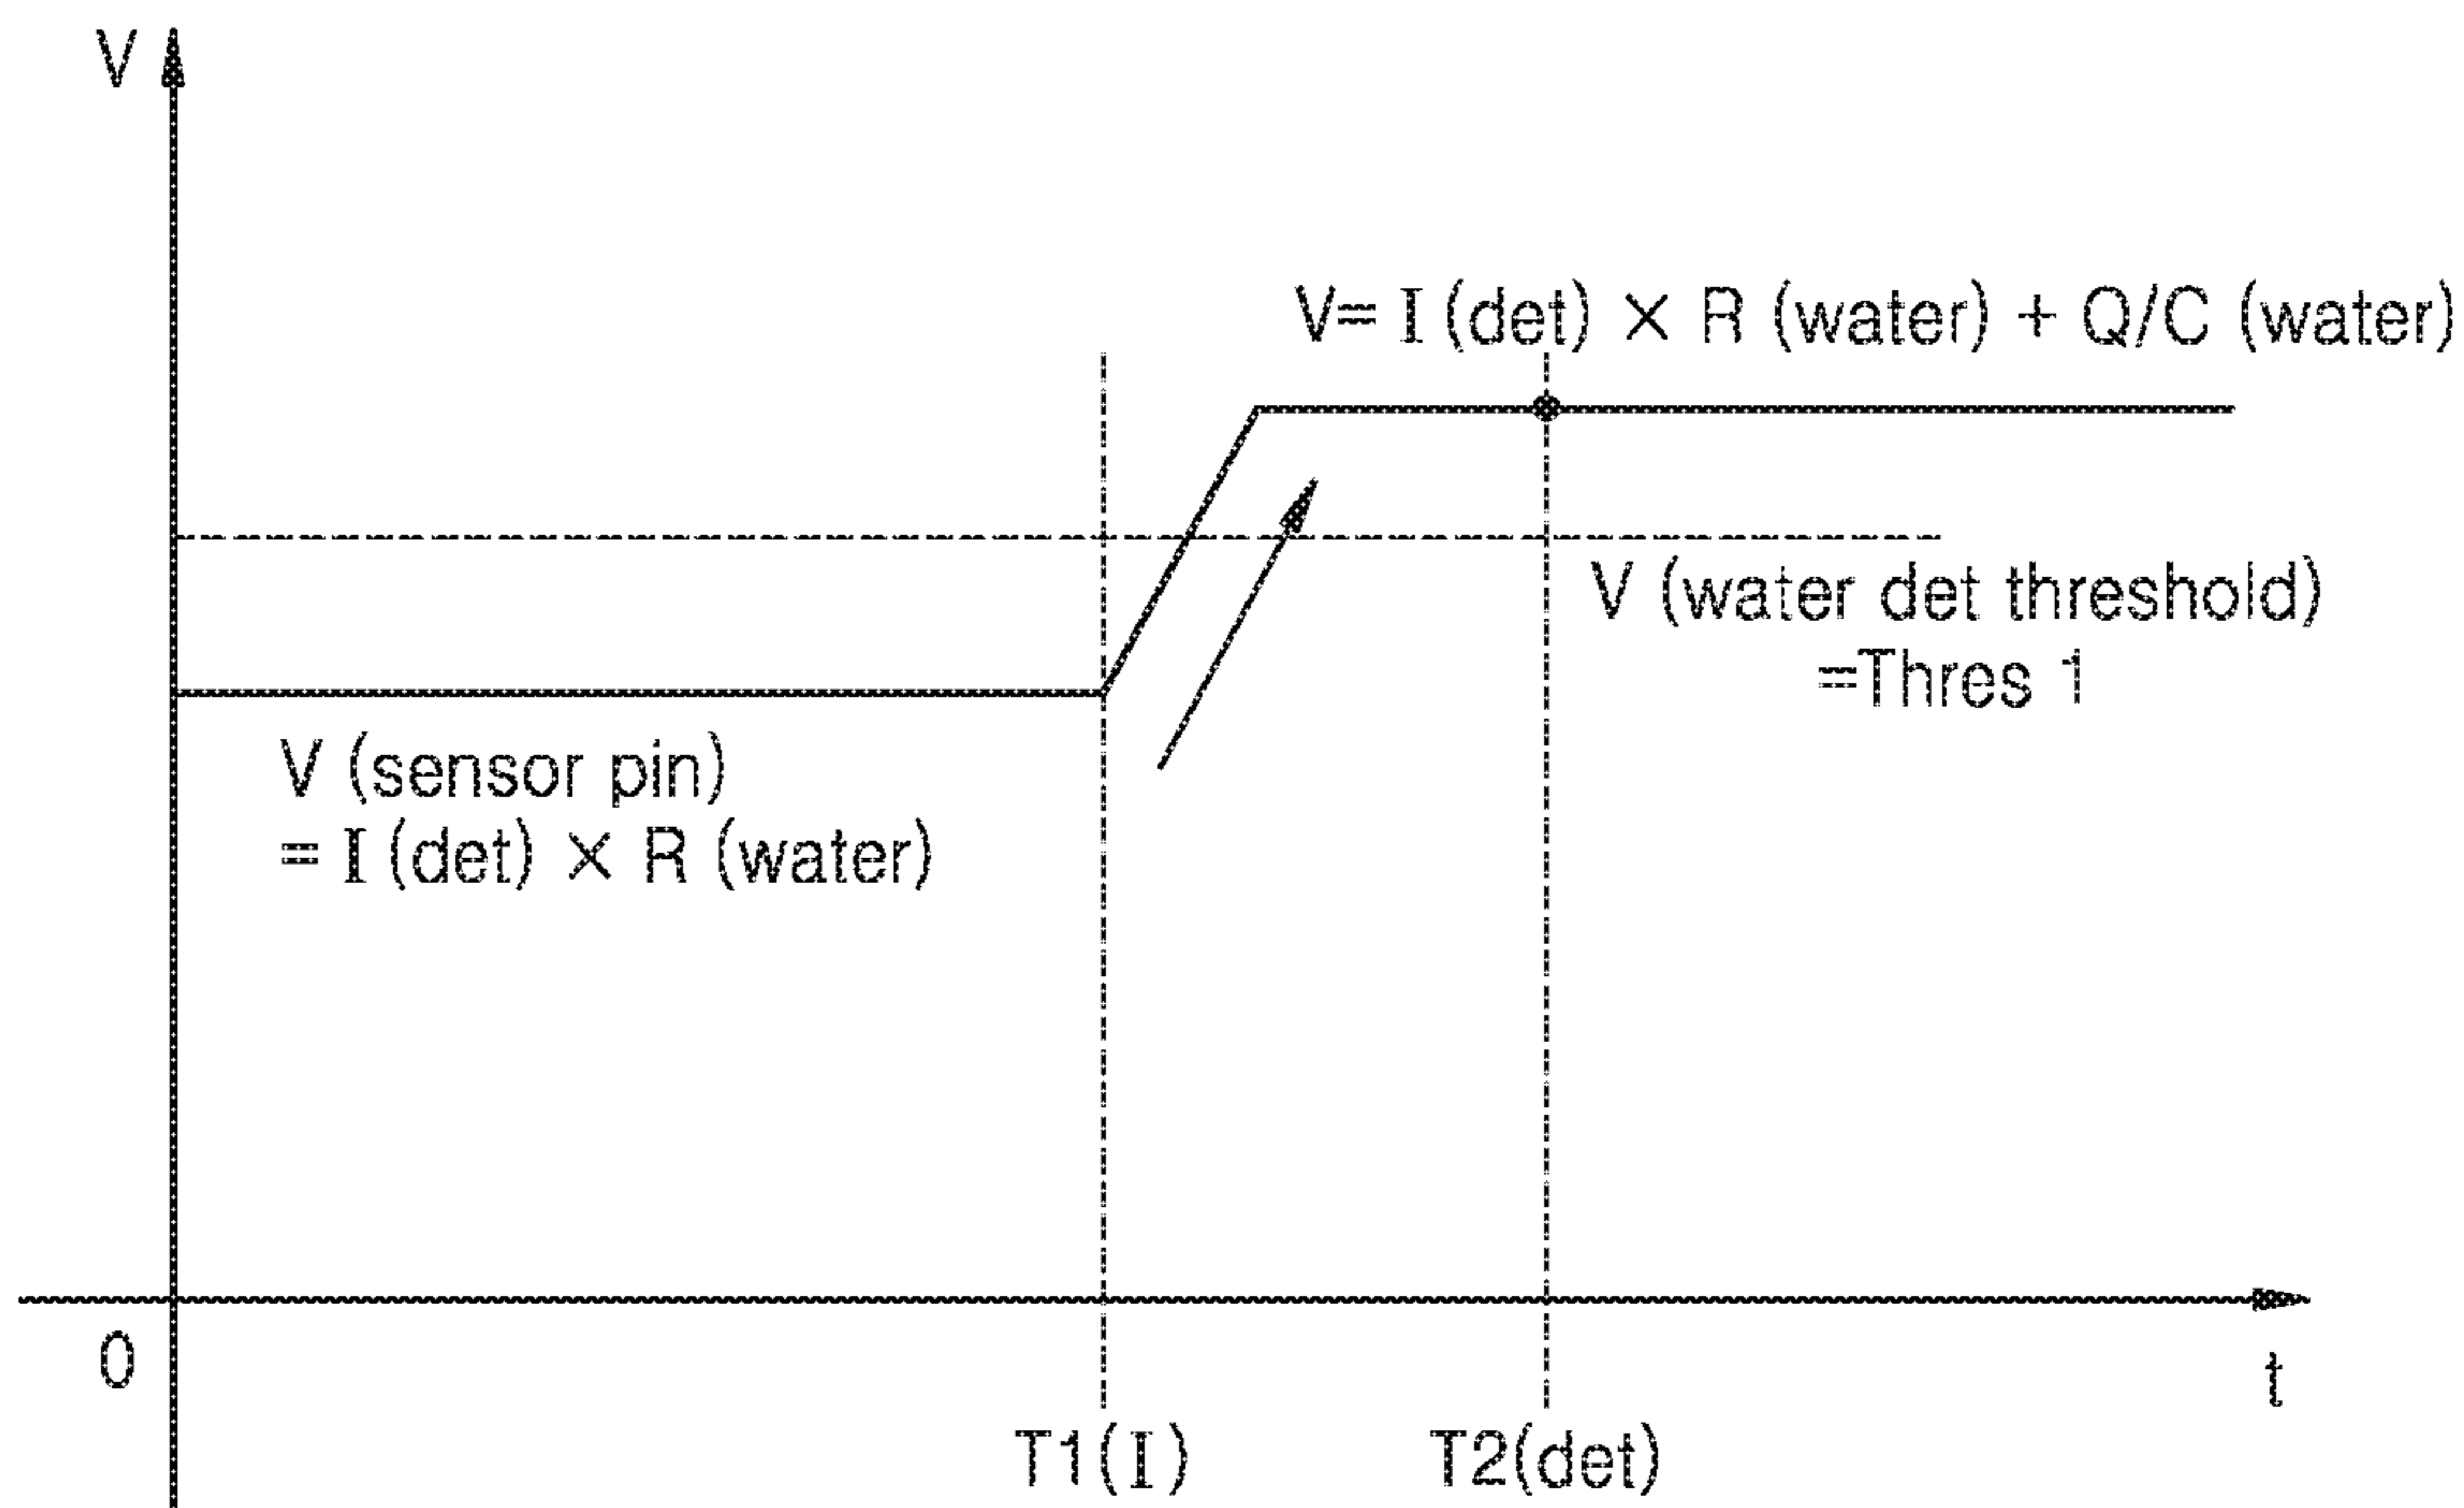 V
V= I (det) × R (water) + Q/C (water)
V (water det threshold)
=Thres 1
V (sensor pin)
= I (det) × R (water)
0
t
T1(I)
T2(det)